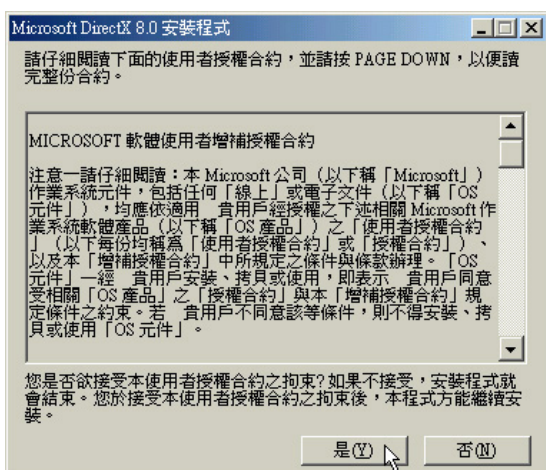 Microsoft DirectX 8.0 安裝程式
請仔細閱讀下面的使用者授權合約，並請按 PAGE DOWN，以便讀
完整份合約。
MICROSOFT 軟體使用者增補授權合約
注意－請仔細閱讀：本 Microsoft 公司（以下稱「Microsoft」）
作業系統元件，包括任何「線上」或電子文件（以下稱「OS
元件」），均應依適用　貴用戶經授權之下述相關 Microsoft 作
業系統軟體產品（以下稱「OS 產品」）之「使用者授權合約
」（以下每份均稱為「使用者授權合約」或「授權合約」、
以及本「增補授權合約」中所規定之條件與條款辦理。「OS
元件」一經　貴用戶安裝、拷貝或使用，即表示　貴用戶同意
受相關「OS 產品」之「授權合約」與本「增補授權合約」規
定條件之約束。若　貴用戶不同意該等條件，則不得安裝、拷
貝或使用「OS 元件」。
您是否欲接受本使用者授權合約之拘束?如果不接受，安裝程式就
會結束。您於接受本使用者授權合約之拘束後，本程式方能繼續安
裝。
是(Y)
否(N)